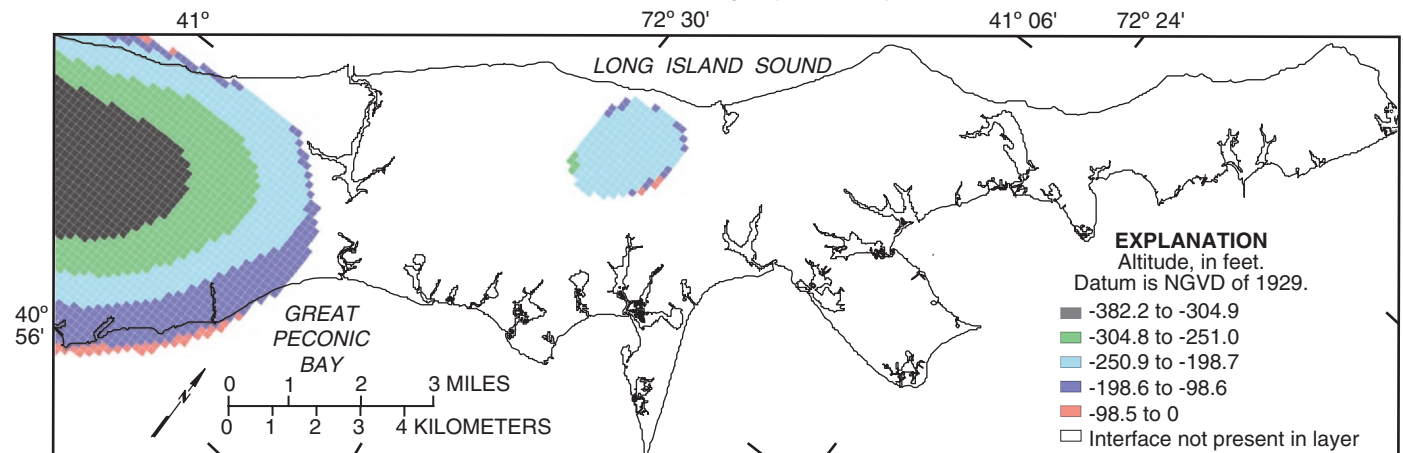 41° 72° 30' 41° 06' 72° 24'
LONG ISLAND SOUND
40°
56'
GREAT
PECONIC
BAY
N
0 1 2 3 MILES
0 1 2 3 4 KILOMETERS
EXPLANATION
Altitude, in feet.
Datum is NGVD of 1929.
-382.2 to -304.9
-304.8 to -251.0
-250.9 to -198.7
-198.6 to -98.6
-98.5 to 0
Interface not present in layer